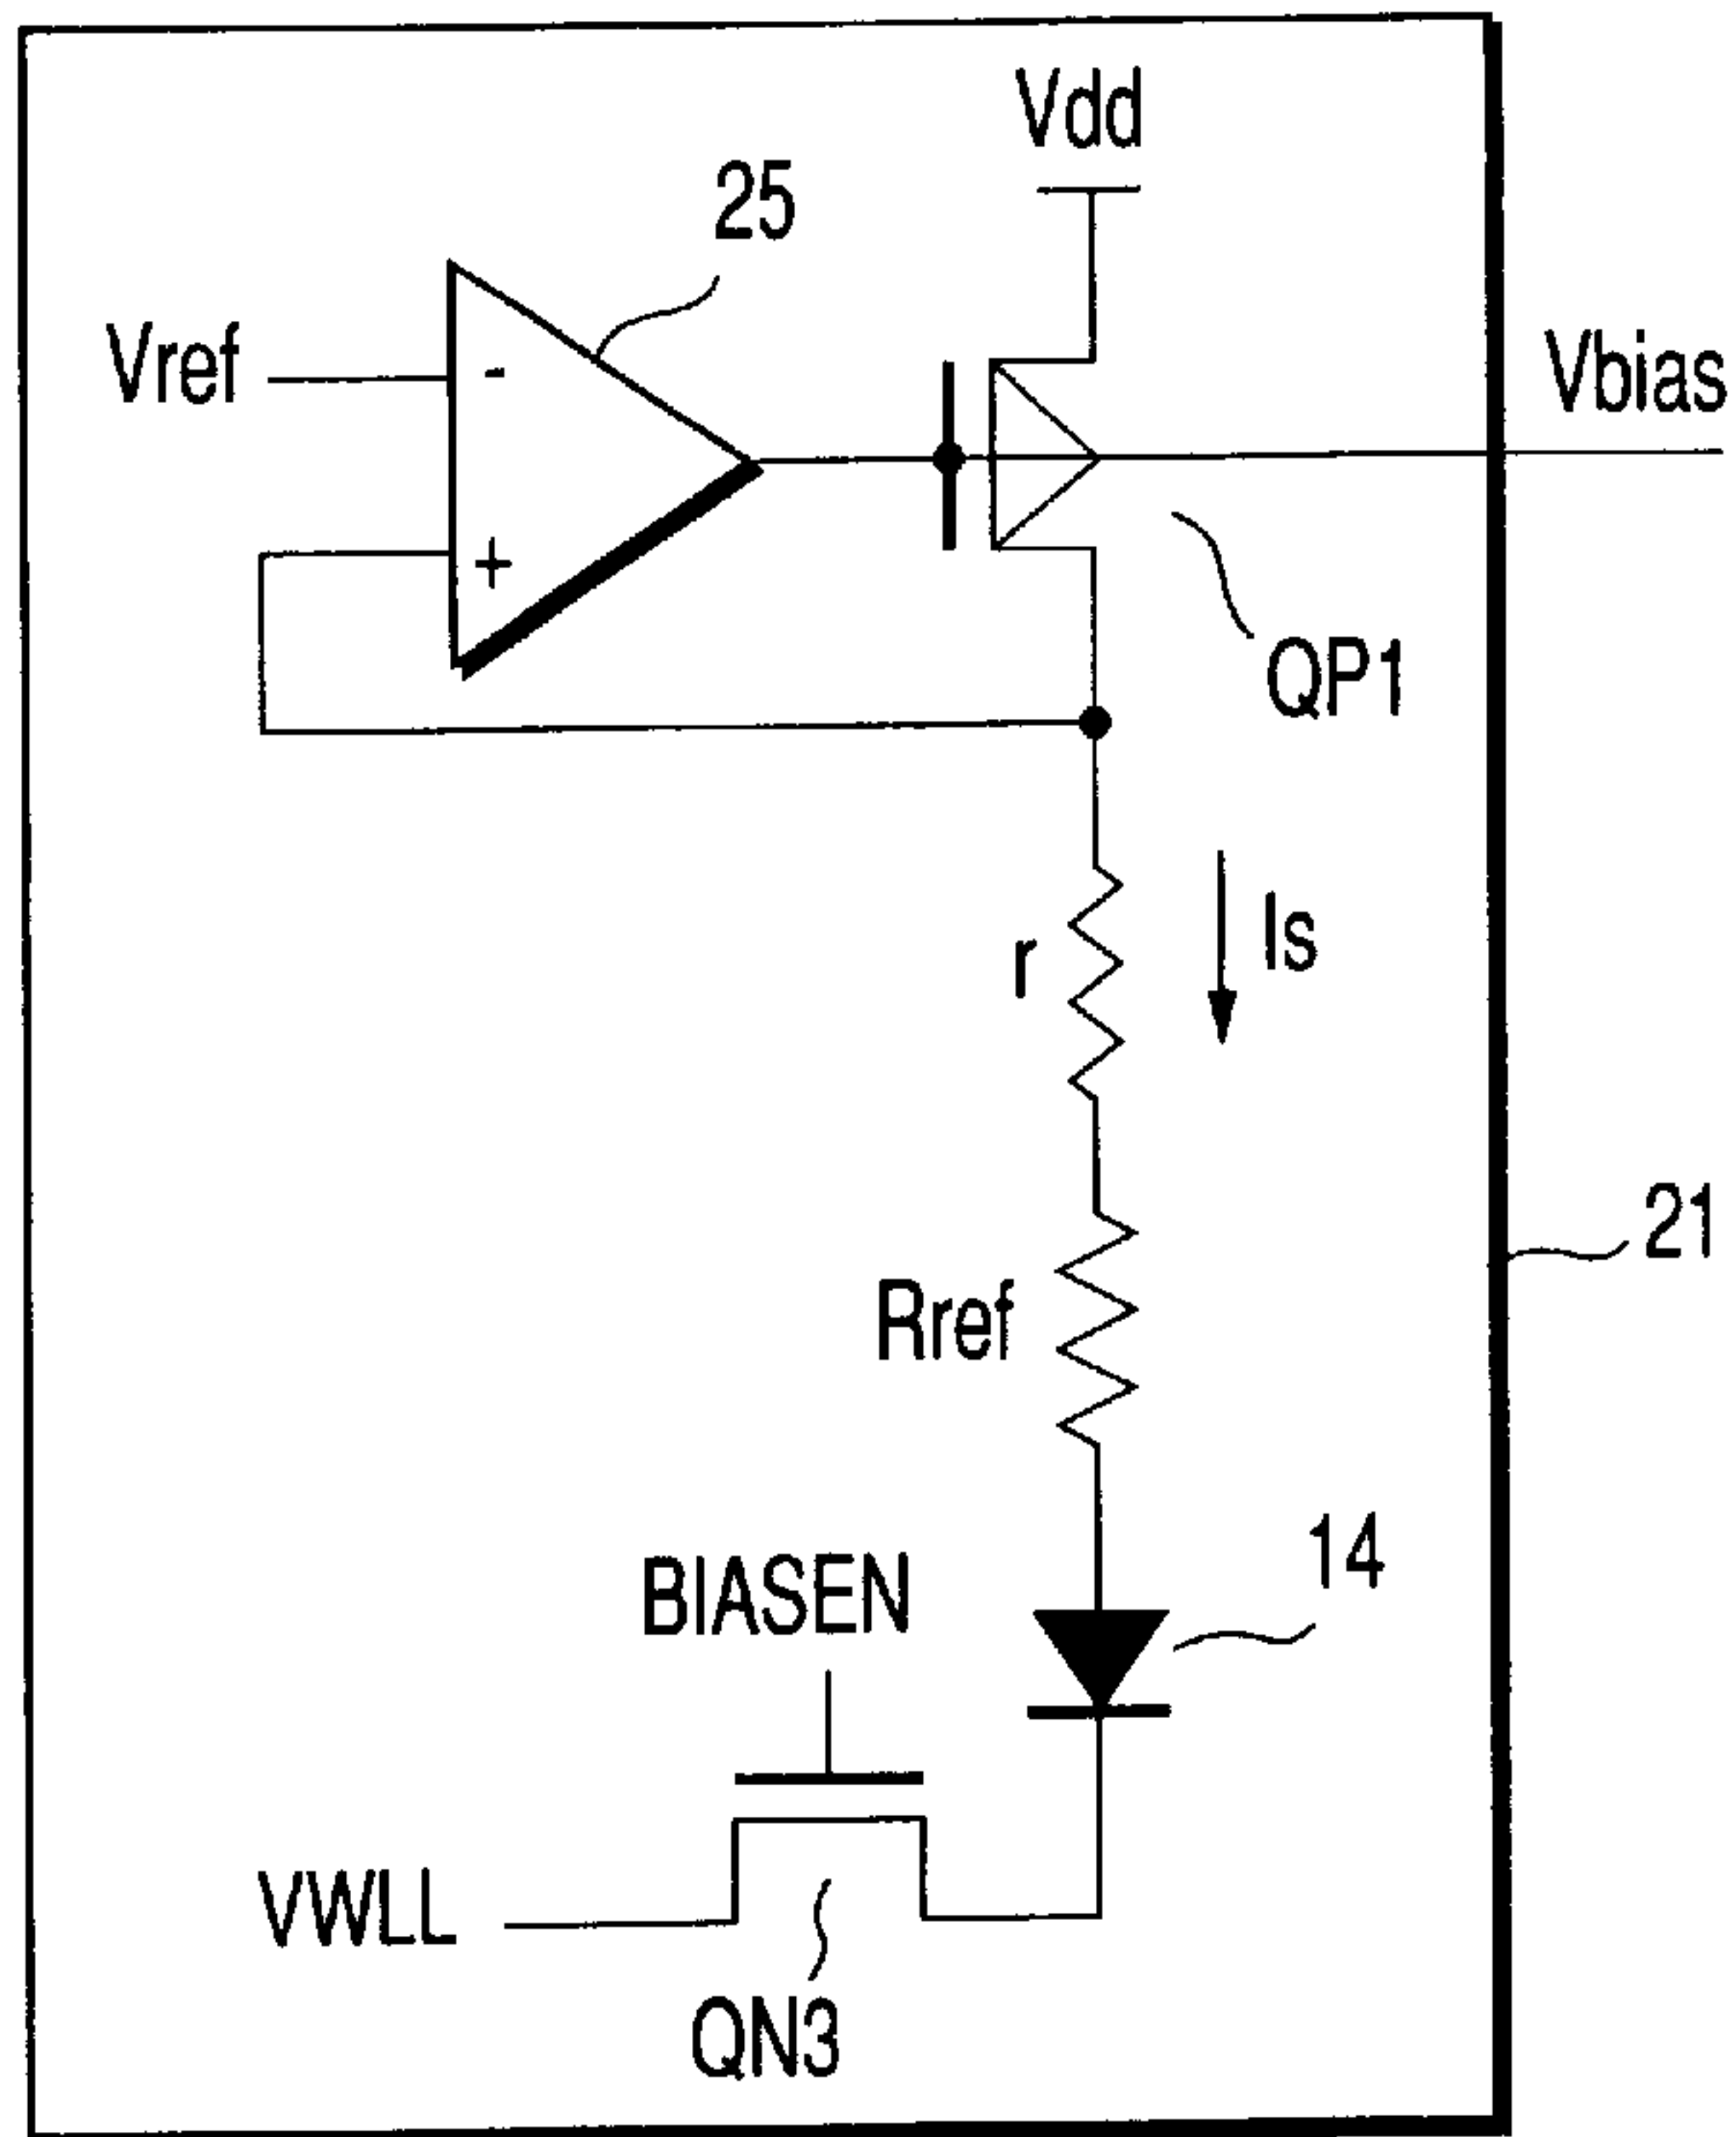 Vdd
25
Vref
-
Vbias
+
QP1
r
Is
21
Rref
14
BIASEN
VWLL
QN3